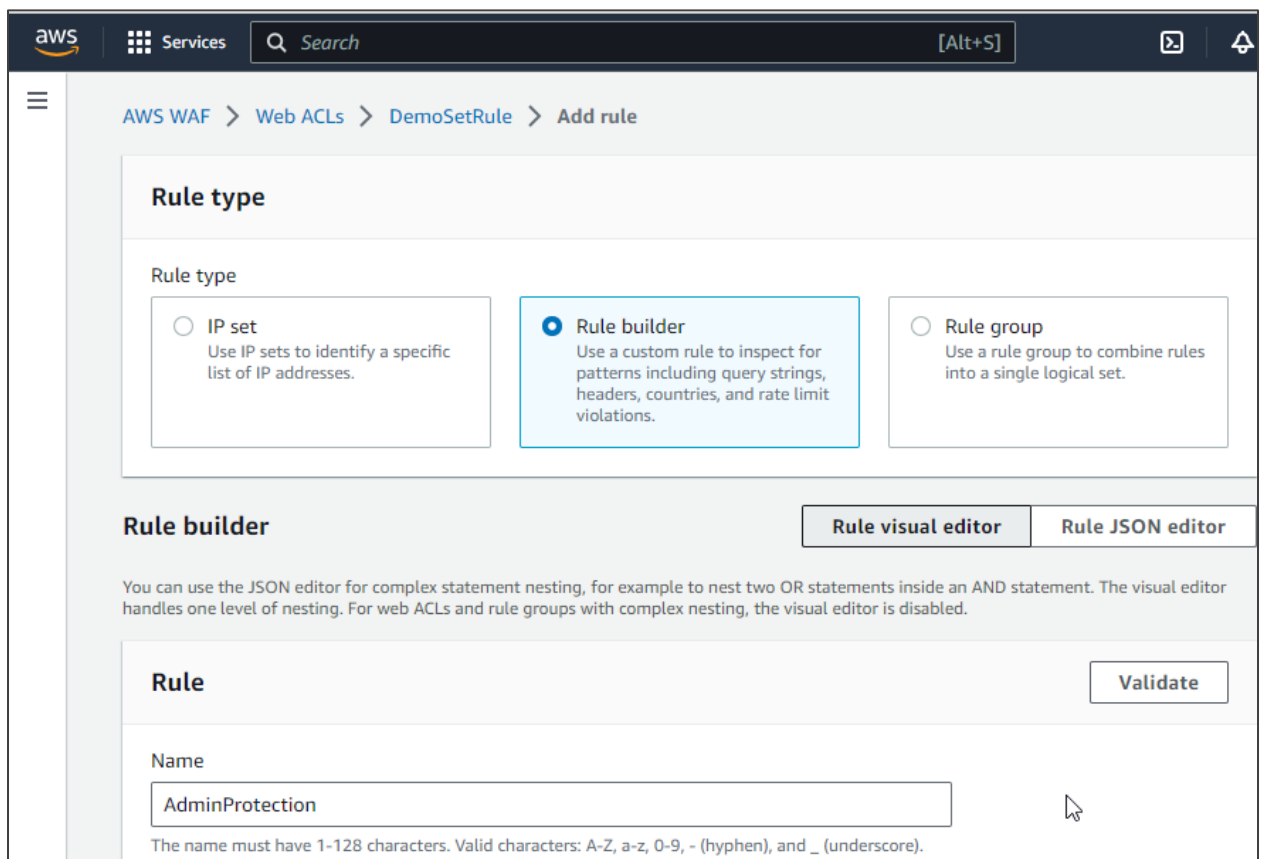 aws
Services
Search
[Alt+S]
AWS WAF > Web ACLs > DemoSetRule > Add rule
Rule type
Rule type
IP set
Use IP sets to identify a specific
list of IP addresses.
Rule builder
Use a custom rule to inspect for
patterns including query strings,
headers, countries, and rate limit
violations.
Rule group
Use a rule group to combine rules
into a single logical set.
Rule builder
Rule visual editor
Rule JSON editor
You can use the JSON editor for complex statement nesting, for example to nest two OR statements inside an AND statement. The visual editor
handles one level of nesting. For web ACLs and rule groups with complex nesting, the visual editor is disabled.
Rule
Validate
Name
AdminProtection
The name must have 1-128 characters. Valid characters: A-Z, a-z, 0-9, - (hyphen), and _ (underscore).